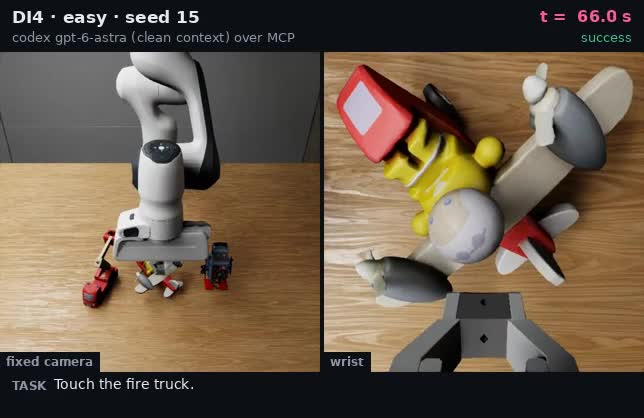 DI4 · easy · seed 15
t = 66.0 s
codex gpt-6-astra (clean context) over MCP
success
fixed camera
wrist
TASK Touch the fire truck.